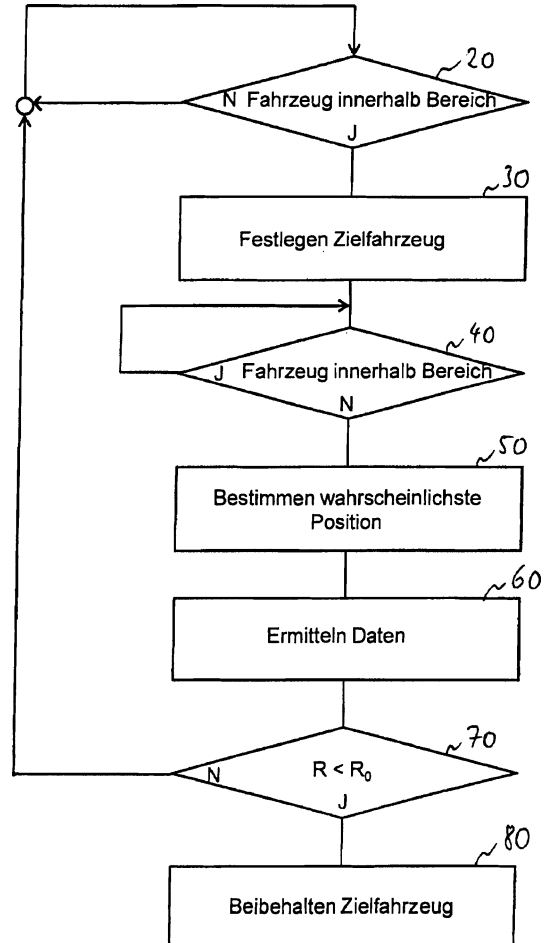 20
N Fahrzeug innerhalb Bereich
J
30
Festlegen Zielfahrzeug
40
J Fahrzeug innerhalb Bereich
N
50
Bestimmen wahrscheinlichste
Position
60
Ermitteln Daten
70
N R < R₀
J
80
Beibehalten Zielfahrzeug